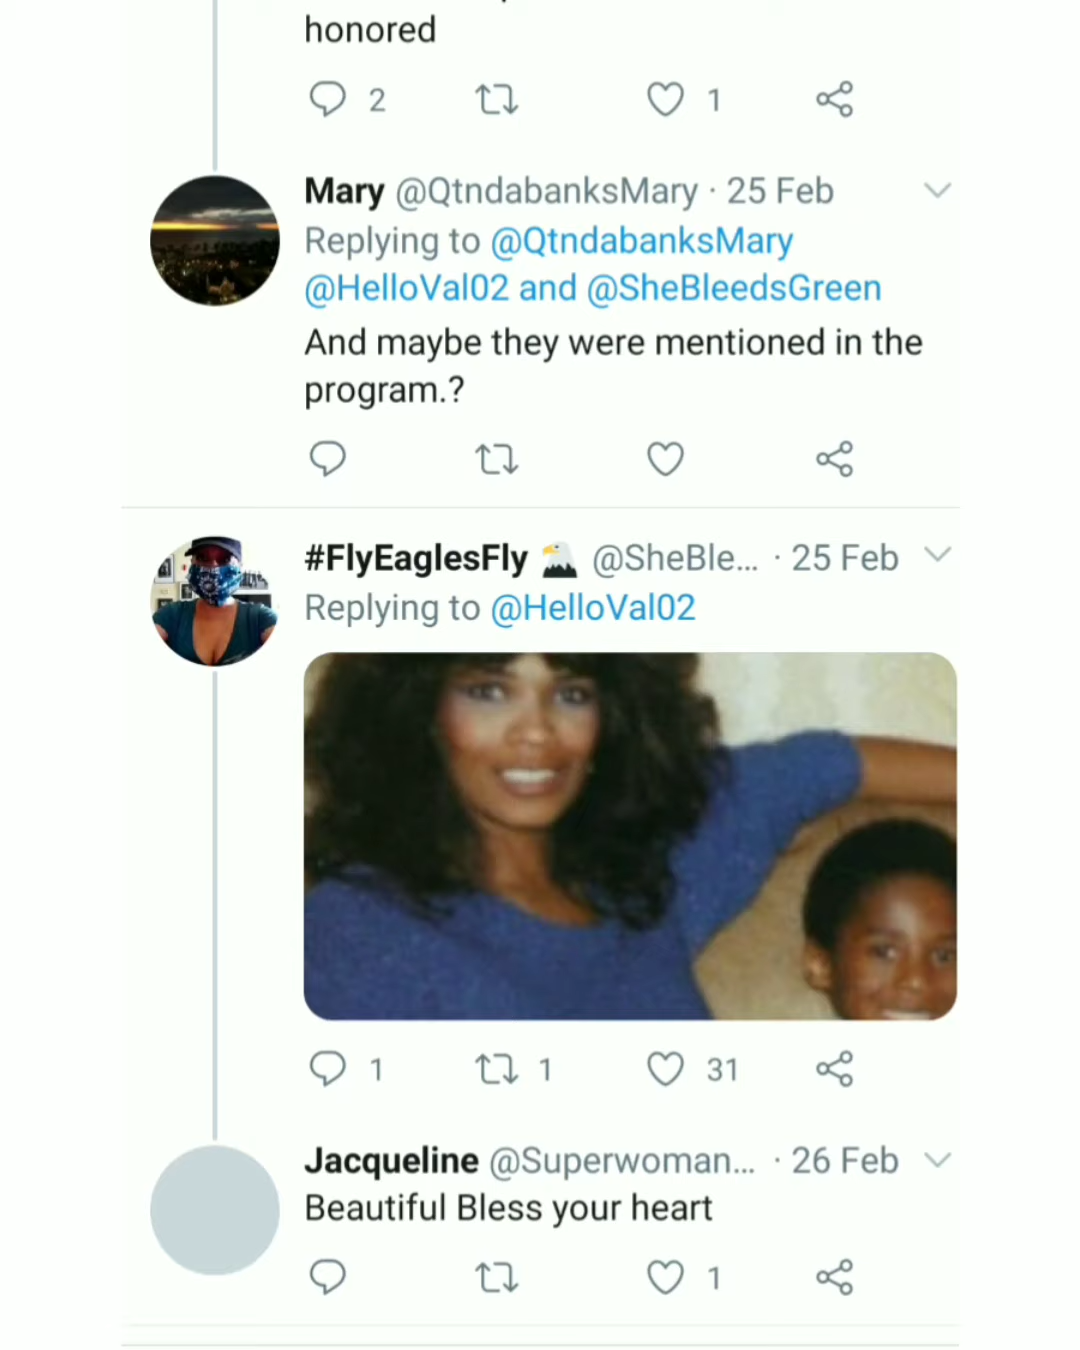 honored
2 1
Mary @QtndabanksMary · 25 Feb
Replying to @QtndabanksMary
@HelloVal02 and @SheBleedsGreen
And maybe they were mentioned in the
program.?
#FlyEaglesFly 🦅 @SheBle... · 25 Feb
Replying to @HelloVal02
1 1 31
Jacqueline @Superwoman... · 26 Feb
Beautiful Bless your heart
1